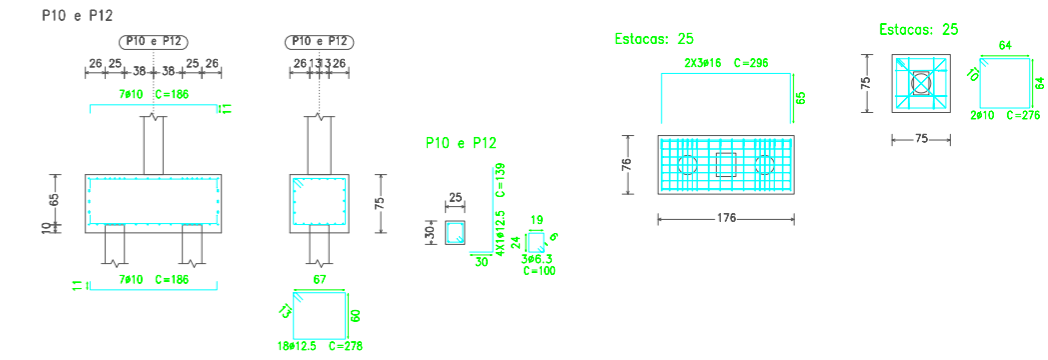 P10 e P12
P10 e P12
26 25 38 38 25 26
7ø10 C=186
11
65
10
7ø10 C=186
11
P10 e P12
26 13 13 26
75
67
13
60
18ø12.5 C=278
P10 e P12
25
30
4X1ø12.5 C=139
30
19
24
6
3ø6.3
C=100
Estacas: 25
2X3ø16 C=296
65
76
176
Estacas: 25
75
75
64
10
64
2ø10 C=276